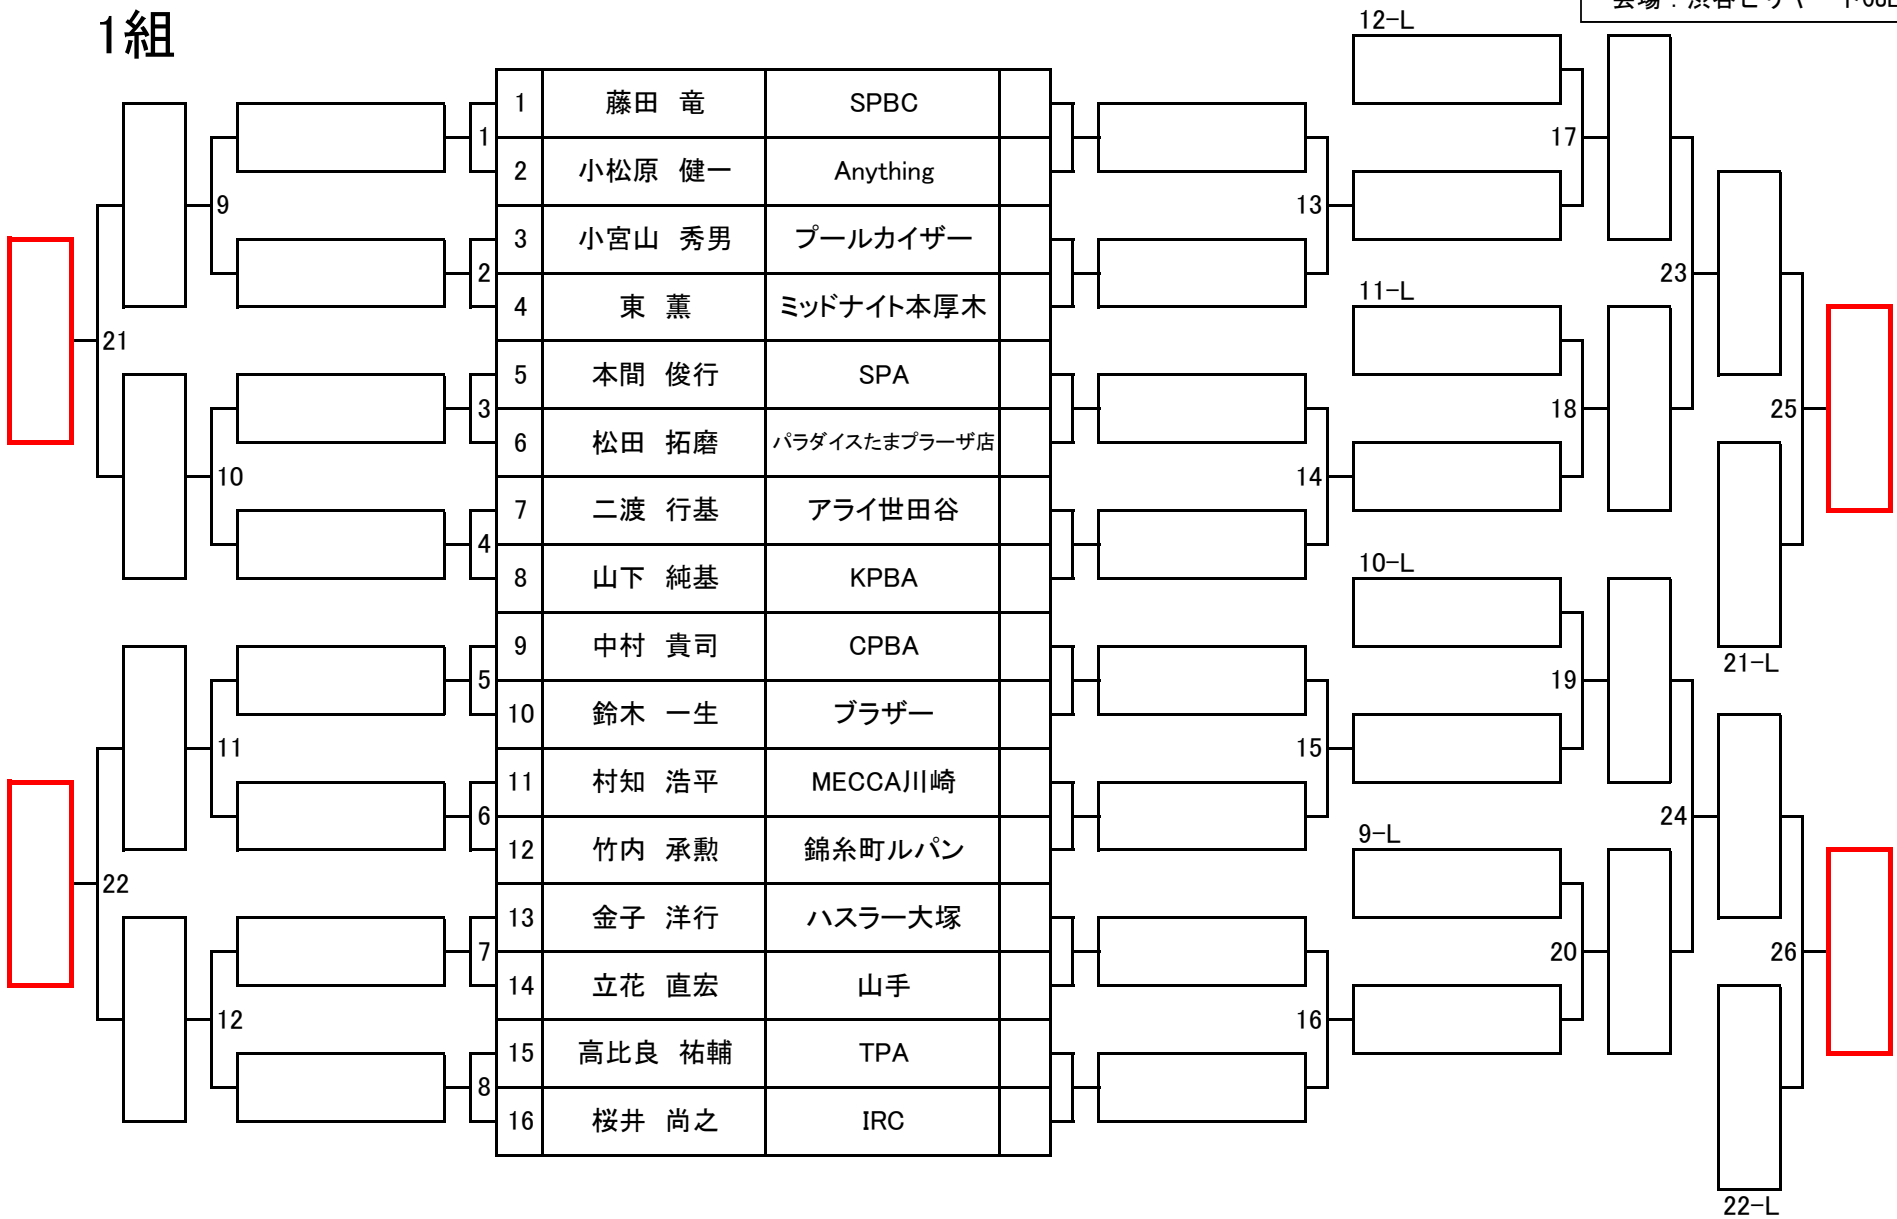 会場：渋谷ビリヤード
12-L
1組
1 藤田　竜 SPBC
1
17
2 小松原　健一 Anything
9
13
3 小宮山　秀男 プールカイザー
2
23
11-L
4 東　薫 ミッドナイト本厚木
21
5 本間　俊行 SPA
3
18
25
6 松田　拓磨 パラダイスたまプラーザ店
10
14
7 二渡　行基 アライ世田谷
4
10-L
8 山下　純基 KPBA
9 中村　貴司 CPBA
21-L
5
19
10 鈴木　一生 ブラザー
11
15
11 村知　浩平 MECCA川崎
6
24
9-L
12 竹内　承勲 錦糸町ルパン
22
13 金子　洋行 ハスラー大塚
7
20
26
14 立花　直宏 山手
12
16
15 高比良　祐輔 TPA
8
16 桜井　尚之 IRC
22-L